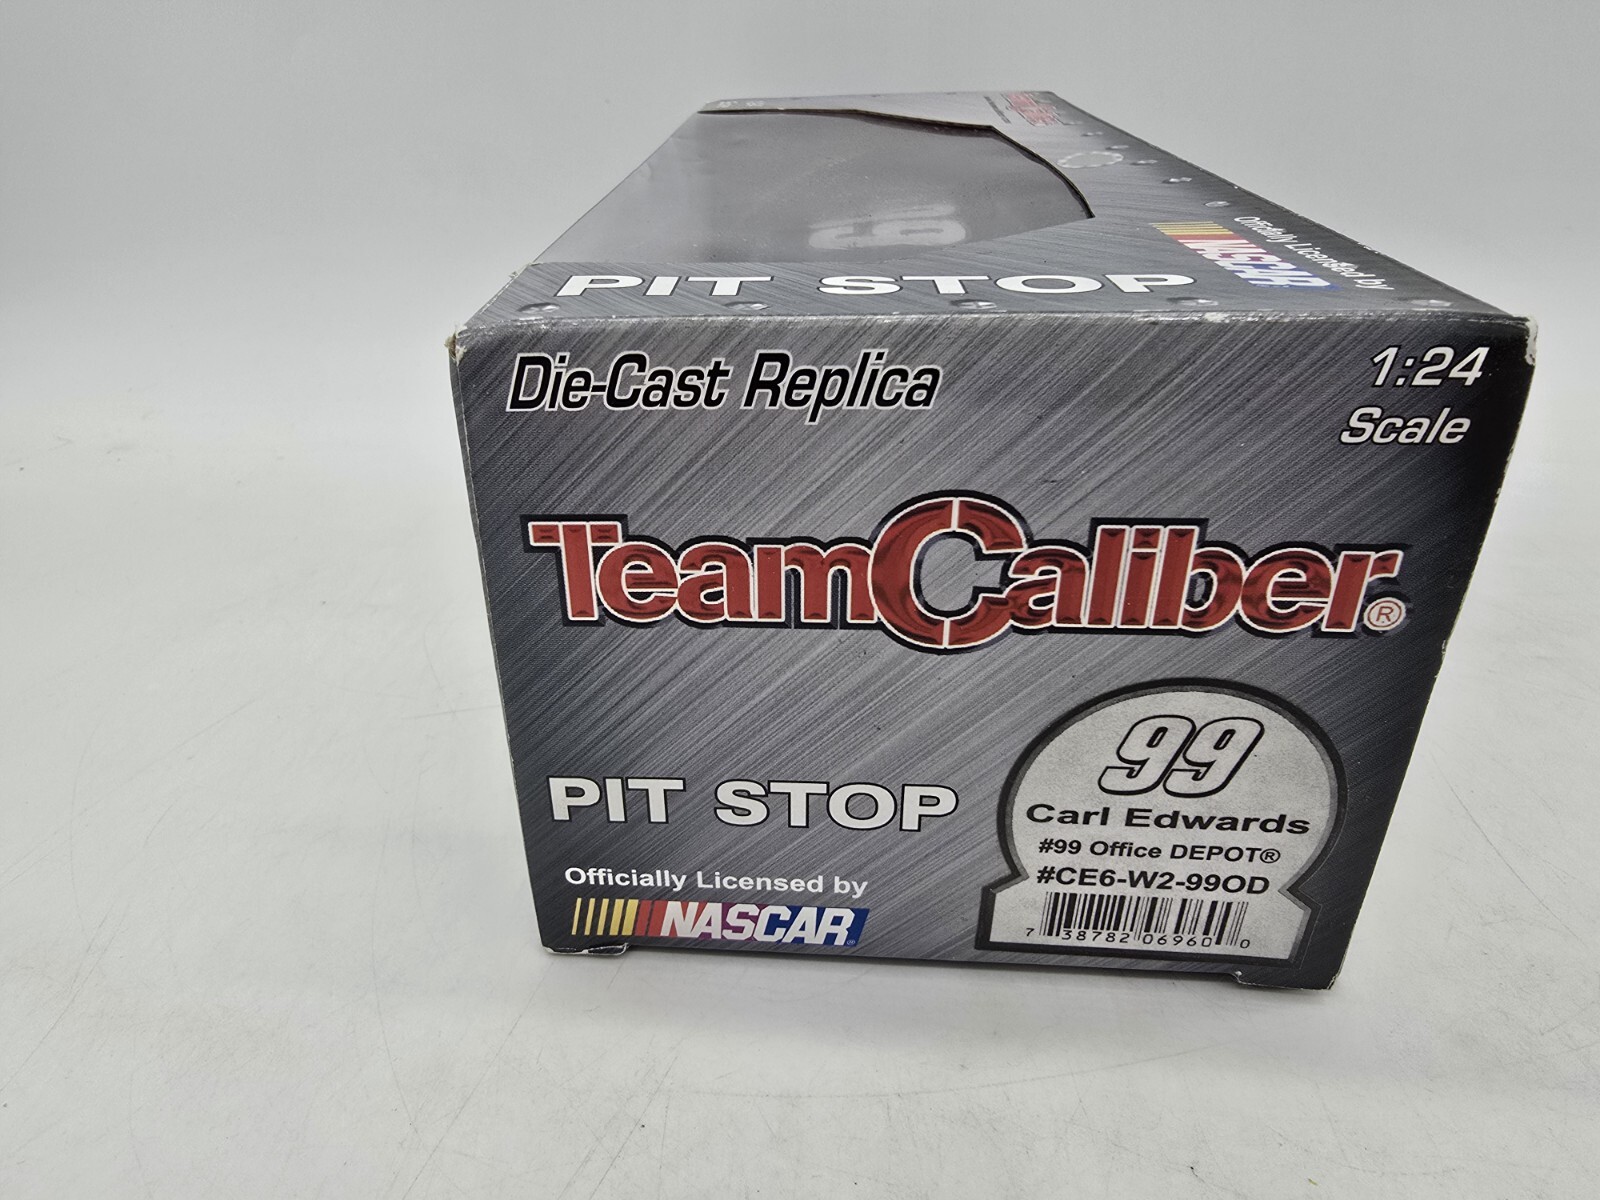 99
PIT STOP
Officially Licensed by
NASCAR
Die-Cast Replica
1:24
Scale
TeamCaliber®
99
Carl Edwards
#99 Office DEPOT®
#CE6-W2-99OD
7 38782 06960 0
PIT STOP
Officially Licensed by
NASCAR®